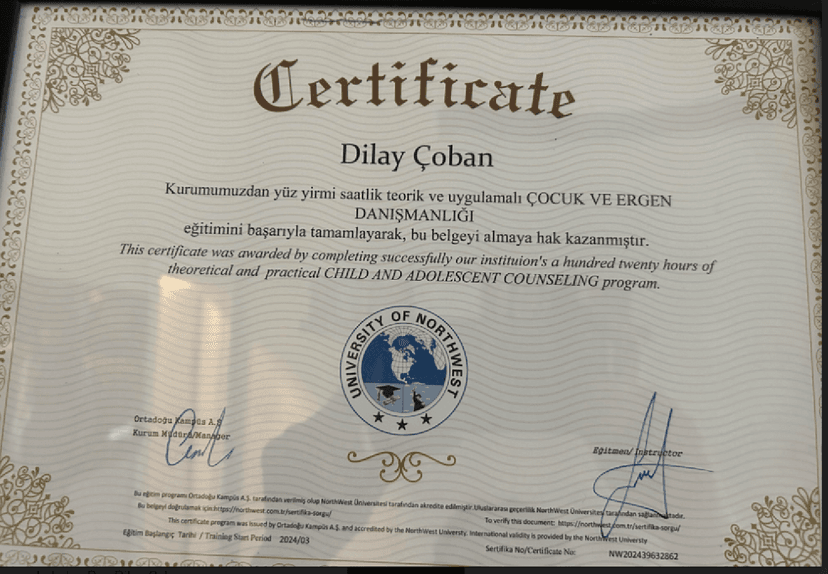 Certificate
Dilay Çoban
Kurumumuzdan yüz yirmi saatlik teorik ve uygulamalı ÇOCUK VE ERGEN
DANIŞMANLIĞI
eğitimini başarıyla tamamlayarak, bu belgeyi almaya hak kazanmıştır.
This certificate was awarded by completing successfully our instituion's a hundred twenty hours of
theoretical and practical CHILD AND ADOLESCENT COUNSELING program.
UNIVERSITY OF NORTHWEST
Ortadoğu Kampüs A.Ş
Kurum Müdürü/Manager
Eğitmen/Instructor
Bu eğitim programı Ortadoğu Kampüs A.Ş. tarafından verilmiş olup NorthWest Üniversitesi tarafından akredite edilmiştir.Uluslararası geçerlilik NorthWest Üniversitesi tarafından sağlanmaktadır.
Bu belgeyi doğrulamak için:https://northwest.com.tr/sertifika-sorgu/
To verify this document: https://northwest.com.tr/sertifika-sorgu/
This certificate program was issued by Ortadoğu Kampüs A.Ş. and accredited by the NorthWest Universty. International validity is provided by the NorthWest Universty
Eğitim Başlangıç Tarihi / Training Start Period 2024/03
Sertifika No/Certificate No: NW202439632862